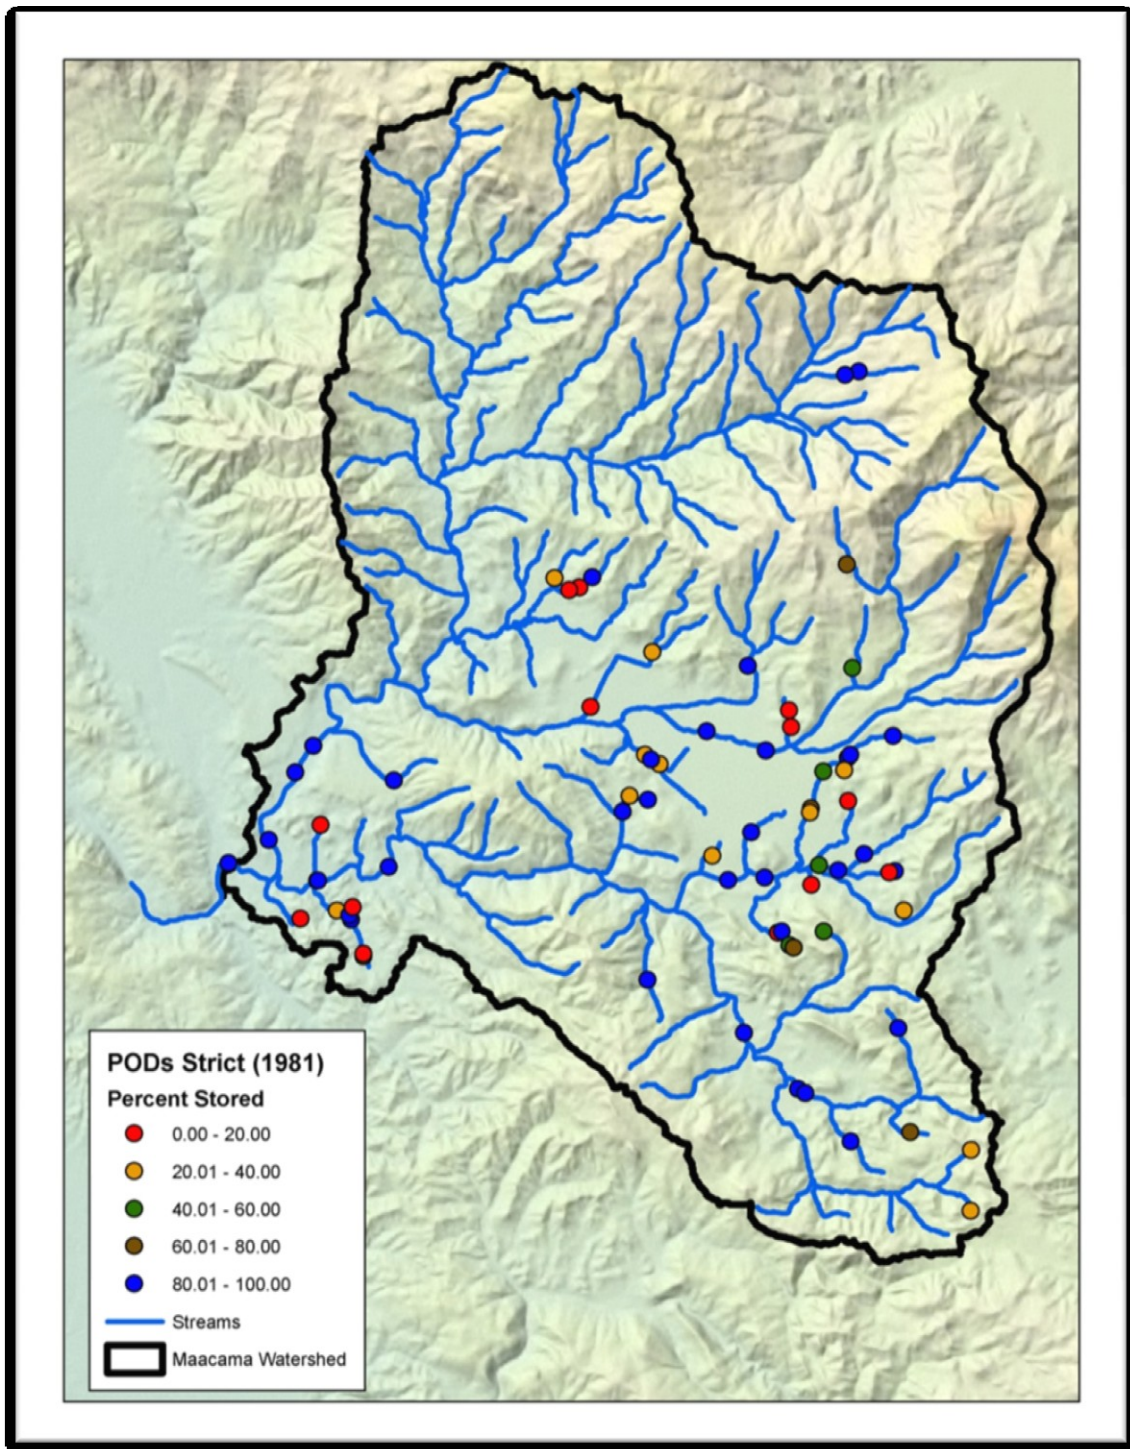 PODs Strict (1981)
Percent Stored
0.00 - 20.00
20.01 - 40.00
40.01 - 60.00
60.01 - 80.00
80.01 - 100.00
Streams
Maacama Watershed